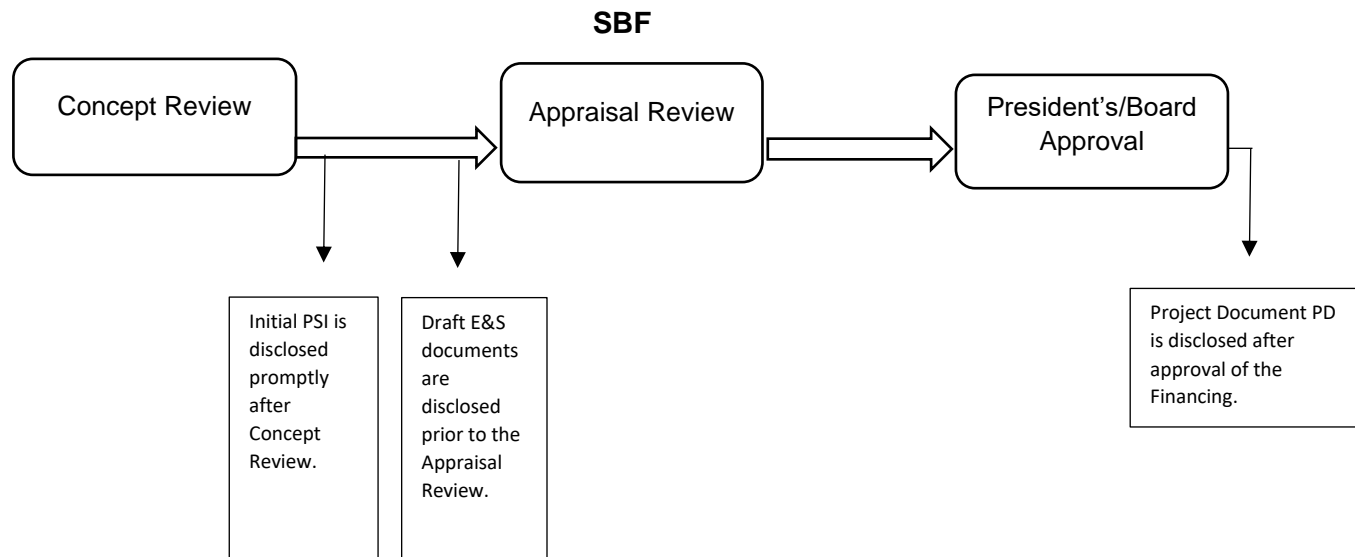 SBF
Concept Review
Appraisal Review
President’s/Board
Approval
Initial PSI is
disclosed
promptly
after
Concept
Review.
Draft E&S
documents
are
disclosed
prior to the
Appraisal
Review.
Project Document PD
is disclosed after
approval of the
Financing.